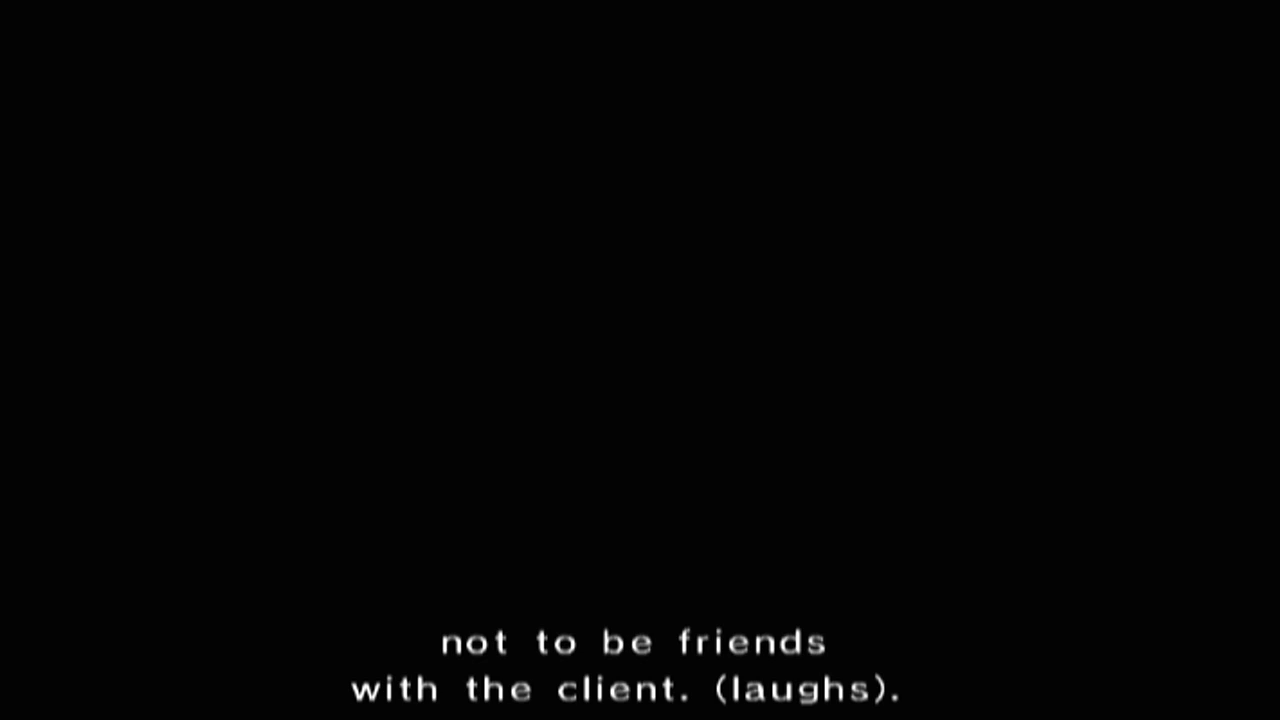 not to be friends
with the client. (laughs).